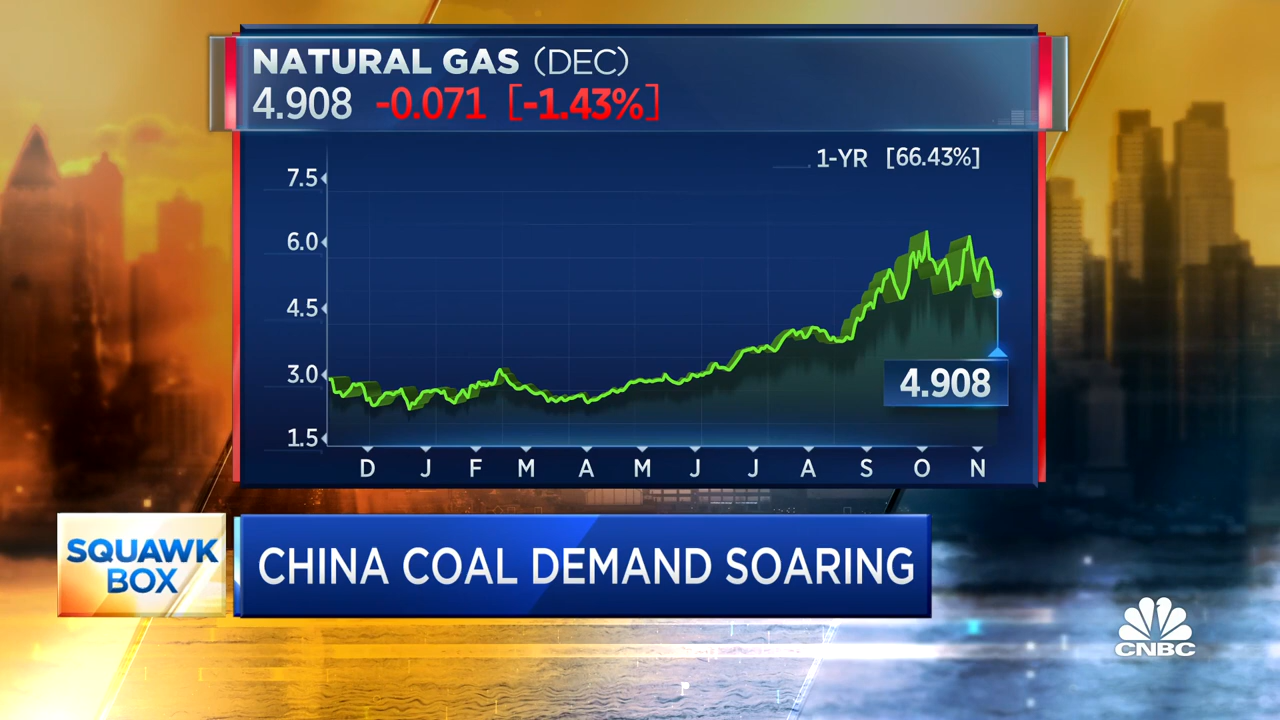 NATURAL GAS (DEC)
4.908 -0.071 [-1.43%]
1-YR [66.43%]
7.5
6.0
4.5
3.0
1.5
4.908
D J F M A M J J A S O N
SQUAWK
BOX
CHINA COAL DEMAND SOARING
CNBC